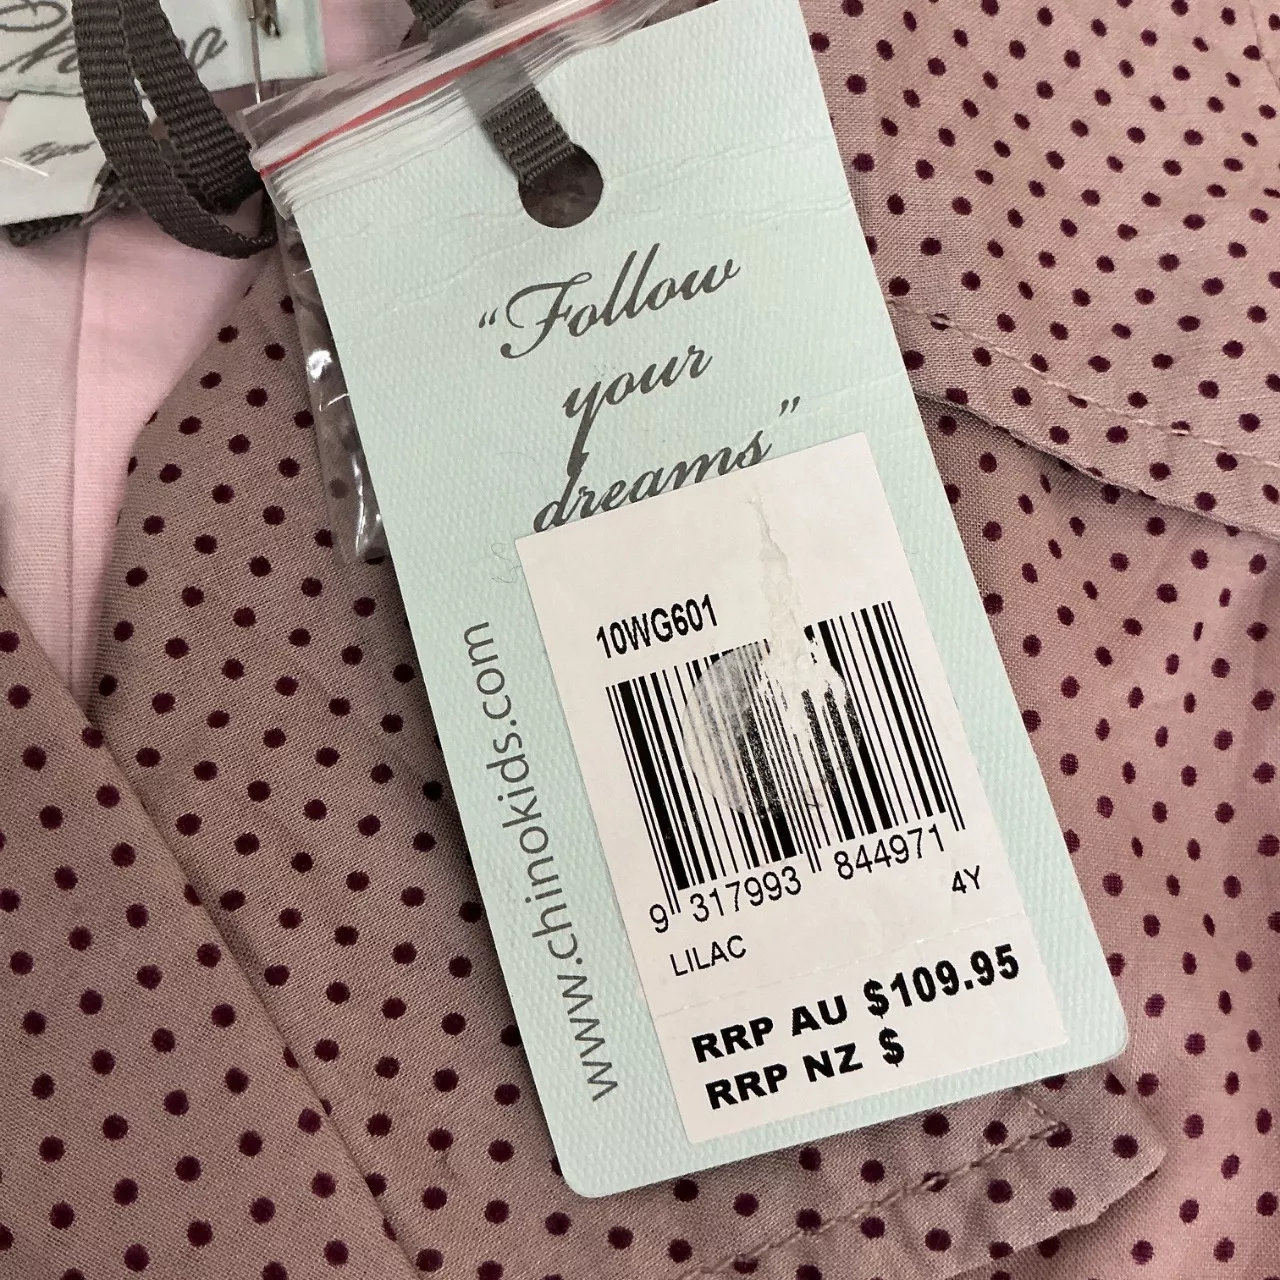 “Follow
your
dreams”
www.chinokids.com
10WG601
9 317993 844971
4Y
LILAC
RRP AU $109.95
RRP NZ $